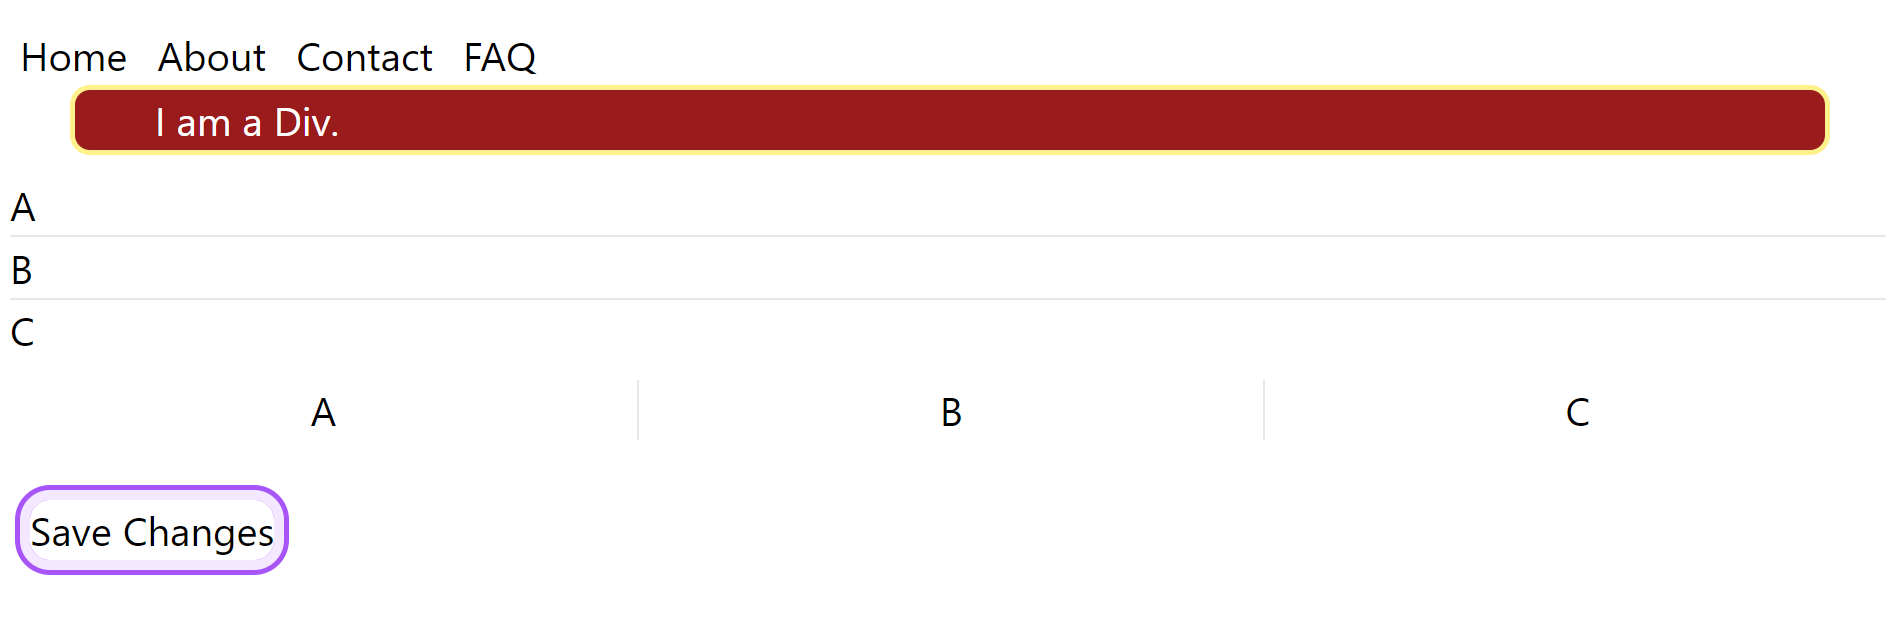 Home About Contact FAQ
I am a Div.
A
B
C
A B C
Save Changes